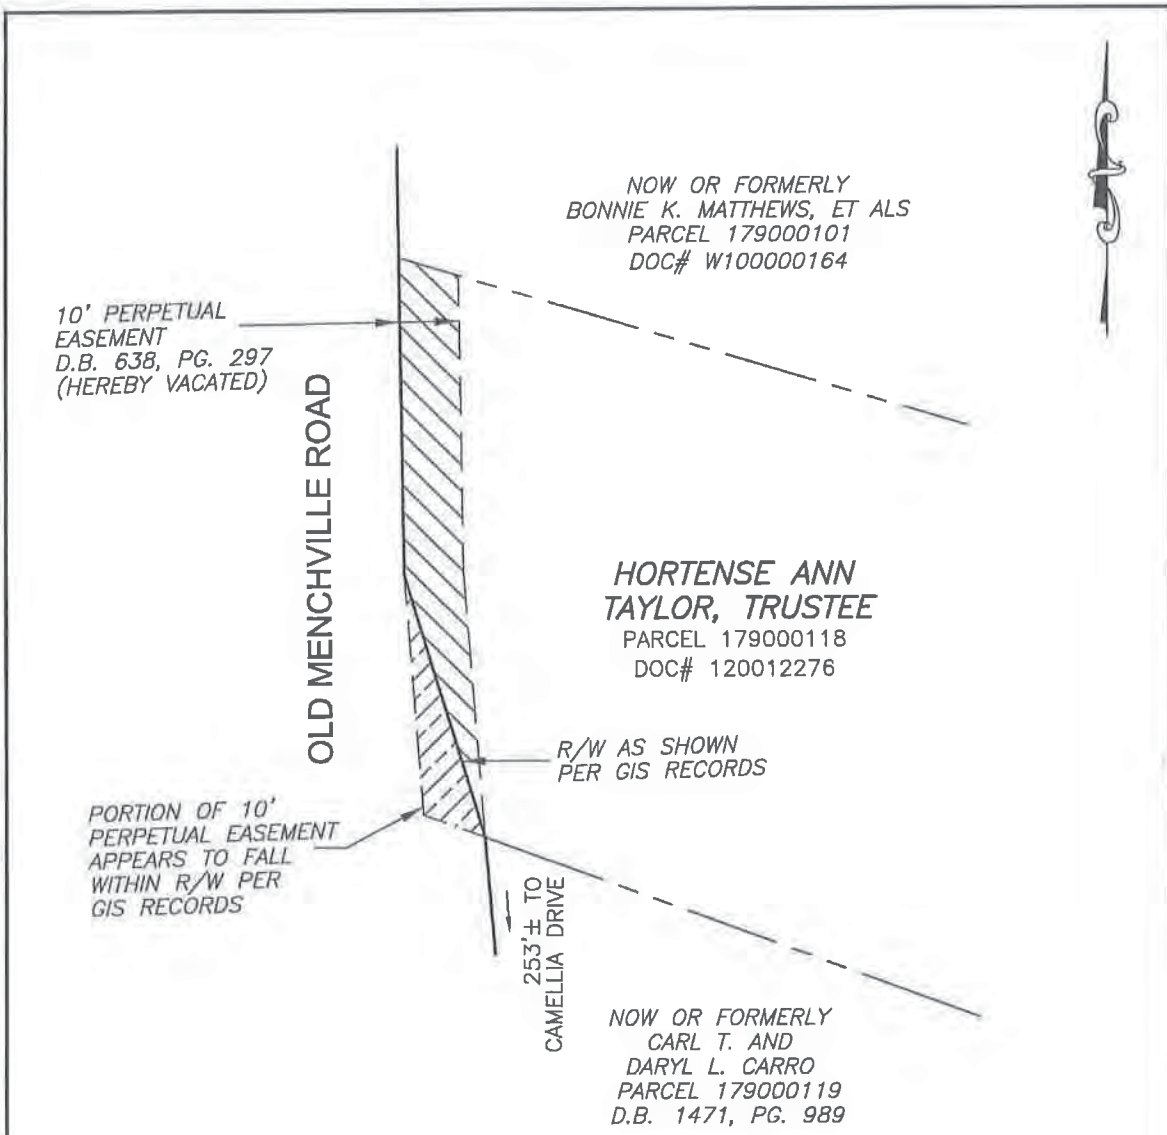 NOW OR FORMERLY
BONNIE K. MATTHEWS, ET ALS
PARCEL 179000101
DOC# W100000164
10' PERPETUAL
EASEMENT
D.B. 638, PG. 297
(HEREBY VACATED)
OLD MENCHVILLE ROAD
HORTENSE ANN
TAYLOR, TRUSTEE
PARCEL 179000118
DOC# 120012276
R/W AS SHOWN
PER GIS RECORDS
PORTION OF 10'
PERPETUAL EASEMENT
APPEARS TO FALL
WITHIN R/W PER
GIS RECORDS
253'± TO
CAMELLIA DRIVE
NOW OR FORMERLY
CARL T. AND
DARYL L. CARRO
PARCEL 179000119
D.B. 1471, PG. 989